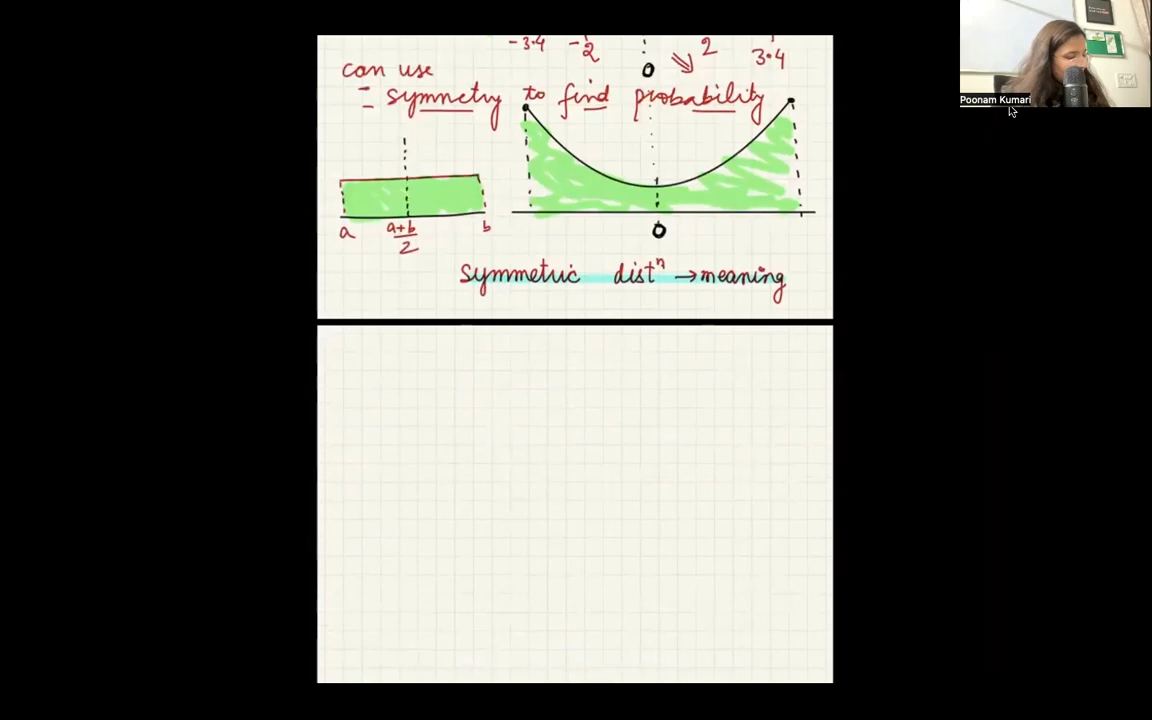 -3.4 -2 0 2 3.4
can use
symmetry to find probability
a a+b/2 b
0
symmetric distⁿ → meaning
Poonam Kumari